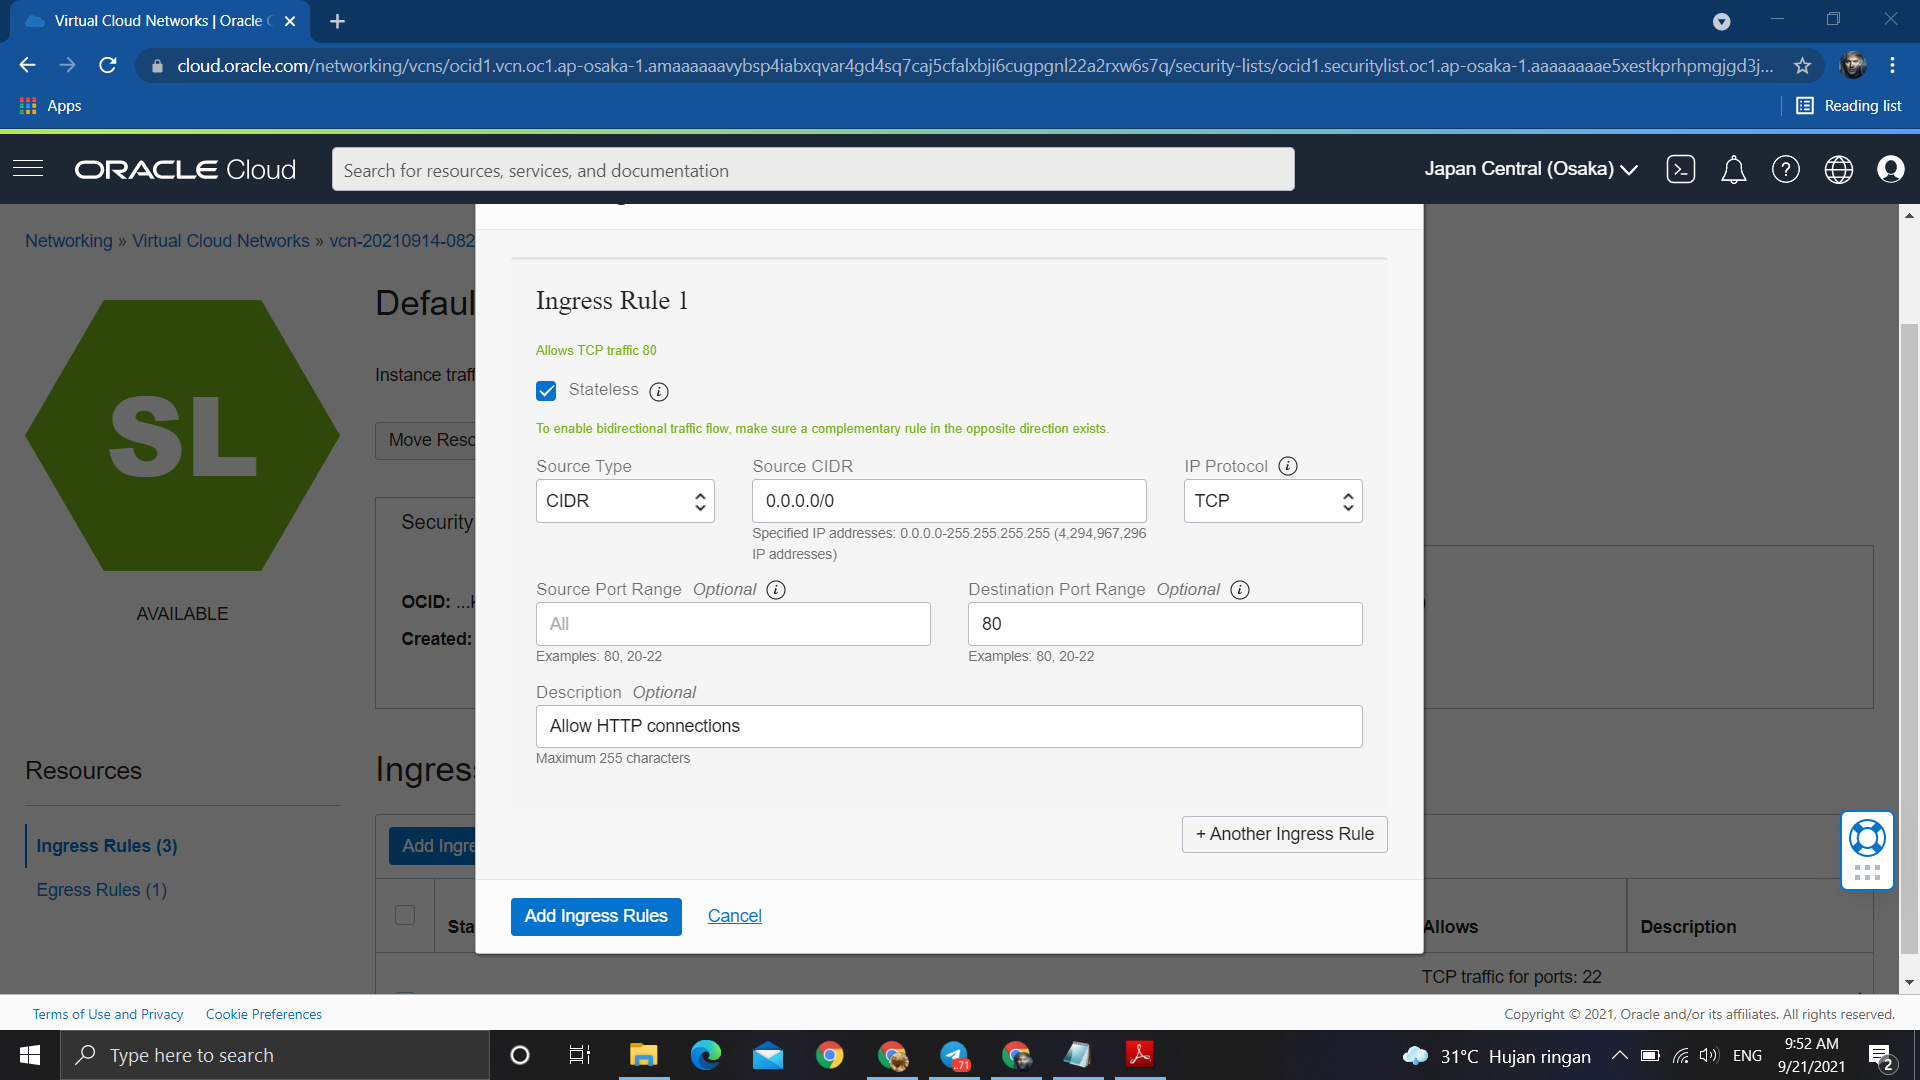 Virtual Cloud Networks | Oracle C
cloud.oracle.com/networking/vcns/ocid1.vcn.oc1.ap-osaka-1.amaaaaaavybsp4iabxqvar4gd4sq7caj5cfalxbji6cugpgnl22a2rxw6s7q/security-lists/ocid1.securitylist.oc1.ap-osaka-1.aaaaaaaae5xestkprhpmgjgd3j...
Apps
Reading list
ORACLE Cloud
Search for resources, services, and documentation
Japan Central (Osaka)
Networking » Virtual Cloud Networks » vcn-20210914-082
SL
AVAILABLE
Defaul
Instance traff
Move Reso
Security
OCID: ...k
Created:
Ingress Rule 1
Allows TCP traffic 80
Stateless
To enable bidirectional traffic flow, make sure a complementary rule in the opposite direction exists.
Source Type
Source CIDR
IP Protocol
CIDR
0.0.0.0/0
TCP
Specified IP addresses: 0.0.0.0-255.255.255.255 (4,294,967,296
IP addresses)
Source Port Range Optional
Destination Port Range Optional
All
80
Examples: 80, 20-22
Examples: 80, 20-22
Description Optional
Allow HTTP connections
Maximum 255 characters
+ Another Ingress Rule
Add Ingress Rules
Cancel
Resources
Ingress Rules (3)
Egress Rules (1)
Ingres
Add Ingre
Sta
Allows
Description
TCP traffic for ports: 22
Terms of Use and Privacy
Cookie Preferences
Copyright © 2021, Oracle and/or its affiliates. All rights reserved.
Type here to search
71
31°C Hujan ringan
ENG
9:52 AM
9/21/2021
2